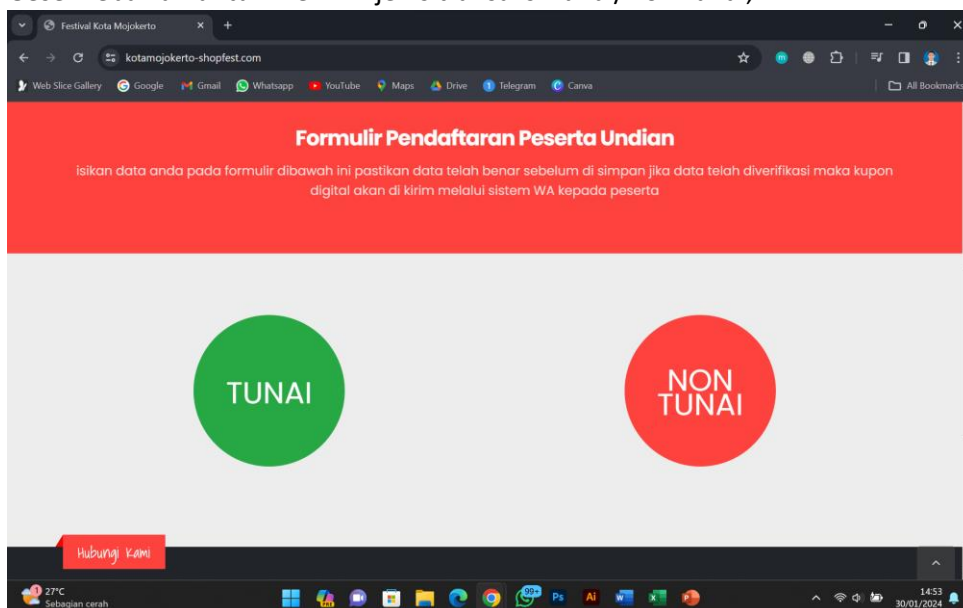 Festival Kota Mojokerto
kotamojokerto-shopfest.com
Web Slice Gallery Google Gmail Whatsapp YouTube Maps Drive Telegram Canva All Bookmarks
Formulir Pendaftaran Peserta Undian
isikan data anda pada formulir dibawah ini pastikan data telah benar sebelum di simpan jika data telah diverifikasi maka kupon
digital akan di kirim melalui sistem WA kepada peserta
TUNAI
NON
TUNAI
Hubungi Kami
27°C
Sebagian cerah
99+
Ps
Ai
14:53
30/01/2024